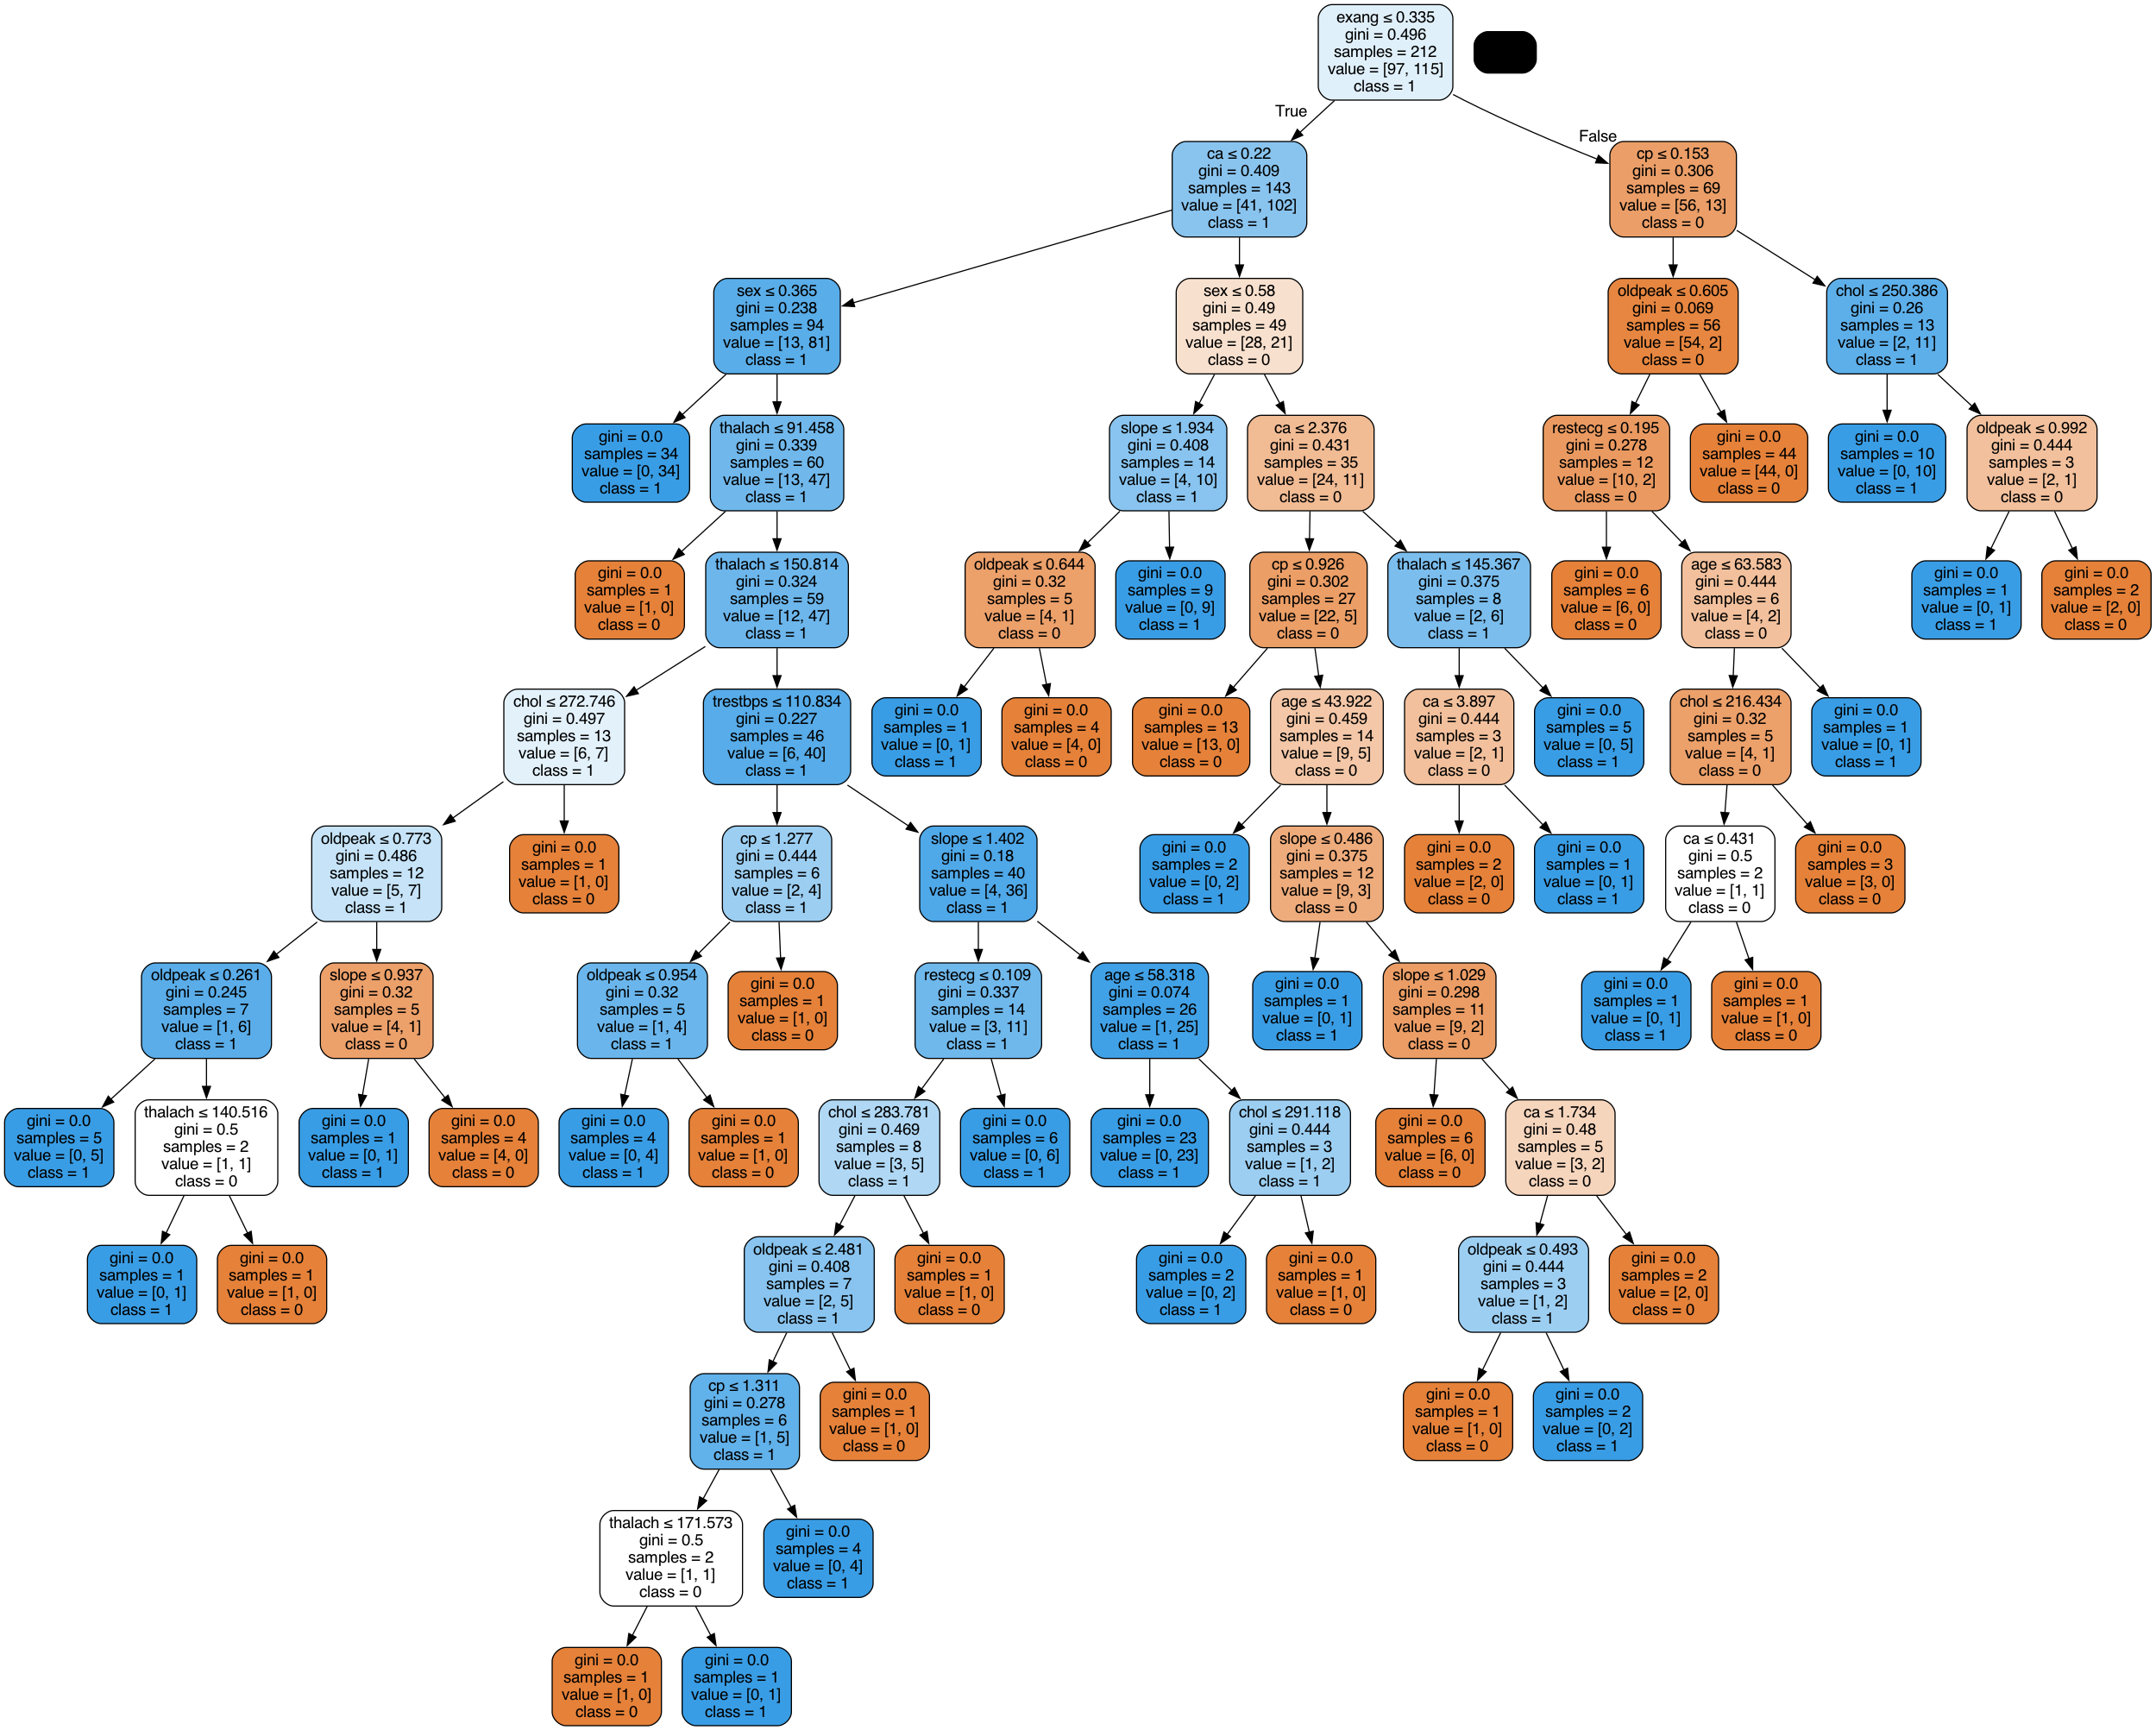 exang ≤ 0.335
gini = 0.496
samples = 212
value = [97, 115]
class = 1
True
False
ca ≤ 0.22
gini = 0.409
samples = 143
value = [41, 102]
class = 1
cp ≤ 0.153
gini = 0.306
samples = 69
value = [56, 13]
class = 0
sex ≤ 0.365
gini = 0.238
samples = 94
value = [13, 81]
class = 1
sex ≤ 0.58
gini = 0.49
samples = 49
value = [28, 21]
class = 0
oldpeak ≤ 0.605
gini = 0.069
samples = 56
value = [54, 2]
class = 0
chol ≤ 250.386
gini = 0.26
samples = 13
value = [2, 11]
class = 1
gini = 0.0
samples = 34
value = [0, 34]
class = 1
thalach ≤ 91.458
gini = 0.339
samples = 60
value = [13, 47]
class = 1
slope ≤ 1.934
gini = 0.408
samples = 14
value = [4, 10]
class = 1
ca ≤ 2.376
gini = 0.431
samples = 35
value = [24, 11]
class = 0
restecg ≤ 0.195
gini = 0.278
samples = 12
value = [10, 2]
class = 0
gini = 0.0
samples = 44
value = [44, 0]
class = 0
gini = 0.0
samples = 10
value = [0, 10]
class = 1
oldpeak ≤ 0.992
gini = 0.444
samples = 3
value = [2, 1]
class = 0
gini = 0.0
samples = 1
value = [1, 0]
class = 0
thalach ≤ 150.814
gini = 0.324
samples = 59
value = [12, 47]
class = 1
oldpeak ≤ 0.644
gini = 0.32
samples = 5
value = [4, 1]
class = 0
gini = 0.0
samples = 9
value = [0, 9]
class = 1
cp ≤ 0.926
gini = 0.302
samples = 27
value = [22, 5]
class = 0
thalach ≤ 145.367
gini = 0.375
samples = 8
value = [2, 6]
class = 1
gini = 0.0
samples = 6
value = [6, 0]
class = 0
age ≤ 63.583
gini = 0.444
samples = 6
value = [4, 2]
class = 0
gini = 0.0
samples = 1
value = [0, 1]
class = 1
gini = 0.0
samples = 2
value = [2, 0]
class = 0
chol ≤ 272.746
gini = 0.497
samples = 13
value = [6, 7]
class = 1
trestbps ≤ 110.834
gini = 0.227
samples = 46
value = [6, 40]
class = 1
gini = 0.0
samples = 1
value = [0, 1]
class = 1
gini = 0.0
samples = 4
value = [4, 0]
class = 0
gini = 0.0
samples = 13
value = [13, 0]
class = 0
age ≤ 43.922
gini = 0.459
samples = 14
value = [9, 5]
class = 0
ca ≤ 3.897
gini = 0.444
samples = 3
value = [2, 1]
class = 0
gini = 0.0
samples = 5
value = [0, 5]
class = 1
chol ≤ 216.434
gini = 0.32
samples = 5
value = [4, 1]
class = 0
gini = 0.0
samples = 1
value = [0, 1]
class = 1
oldpeak ≤ 0.773
gini = 0.486
samples = 12
value = [5, 7]
class = 1
gini = 0.0
samples = 1
value = [1, 0]
class = 0
cp ≤ 1.277
gini = 0.444
samples = 6
value = [2, 4]
class = 1
slope ≤ 1.402
gini = 0.18
samples = 40
value = [4, 36]
class = 1
gini = 0.0
samples = 2
value = [0, 2]
class = 1
slope ≤ 0.486
gini = 0.375
samples = 12
value = [9, 3]
class = 0
gini = 0.0
samples = 2
value = [2, 0]
class = 0
gini = 0.0
samples = 1
value = [0, 1]
class = 1
ca ≤ 0.431
gini = 0.5
samples = 2
value = [1, 1]
class = 0
gini = 0.0
samples = 3
value = [3, 0]
class = 0
oldpeak ≤ 0.261
gini = 0.245
samples = 7
value = [1, 6]
class = 1
slope ≤ 0.937
gini = 0.32
samples = 5
value = [4, 1]
class = 0
oldpeak ≤ 0.954
gini = 0.32
samples = 5
value = [1, 4]
class = 1
gini = 0.0
samples = 1
value = [1, 0]
class = 0
restecg ≤ 0.109
gini = 0.337
samples = 14
value = [3, 11]
class = 1
age ≤ 58.318
gini = 0.074
samples = 26
value = [1, 25]
class = 1
gini = 0.0
samples = 1
value = [0, 1]
class = 1
slope ≤ 1.029
gini = 0.298
samples = 11
value = [9, 2]
class = 0
gini = 0.0
samples = 1
value = [0, 1]
class = 1
gini = 0.0
samples = 1
value = [1, 0]
class = 0
gini = 0.0
samples = 5
value = [0, 5]
class = 1
thalach ≤ 140.516
gini = 0.5
samples = 2
value = [1, 1]
class = 0
gini = 0.0
samples = 1
value = [0, 1]
class = 1
gini = 0.0
samples = 4
value = [4, 0]
class = 0
gini = 0.0
samples = 4
value = [0, 4]
class = 1
gini = 0.0
samples = 1
value = [1, 0]
class = 0
chol ≤ 283.781
gini = 0.469
samples = 8
value = [3, 5]
class = 1
gini = 0.0
samples = 6
value = [0, 6]
class = 1
gini = 0.0
samples = 23
value = [0, 23]
class = 1
chol ≤ 291.118
gini = 0.444
samples = 3
value = [1, 2]
class = 1
gini = 0.0
samples = 6
value = [6, 0]
class = 0
ca ≤ 1.734
gini = 0.48
samples = 5
value = [3, 2]
class = 0
gini = 0.0
samples = 1
value = [0, 1]
class = 1
gini = 0.0
samples = 1
value = [1, 0]
class = 0
oldpeak ≤ 2.481
gini = 0.408
samples = 7
value = [2, 5]
class = 1
gini = 0.0
samples = 1
value = [1, 0]
class = 0
gini = 0.0
samples = 2
value = [0, 2]
class = 1
gini = 0.0
samples = 1
value = [1, 0]
class = 0
oldpeak ≤ 0.493
gini = 0.444
samples = 3
value = [1, 2]
class = 1
gini = 0.0
samples = 2
value = [2, 0]
class = 0
cp ≤ 1.311
gini = 0.278
samples = 6
value = [1, 5]
class = 1
gini = 0.0
samples = 1
value = [1, 0]
class = 0
gini = 0.0
samples = 1
value = [1, 0]
class = 0
gini = 0.0
samples = 2
value = [0, 2]
class = 1
thalach ≤ 171.573
gini = 0.5
samples = 2
value = [1, 1]
class = 0
gini = 0.0
samples = 4
value = [0, 4]
class = 1
gini = 0.0
samples = 1
value = [1, 0]
class = 0
gini = 0.0
samples = 1
value = [0, 1]
class = 1